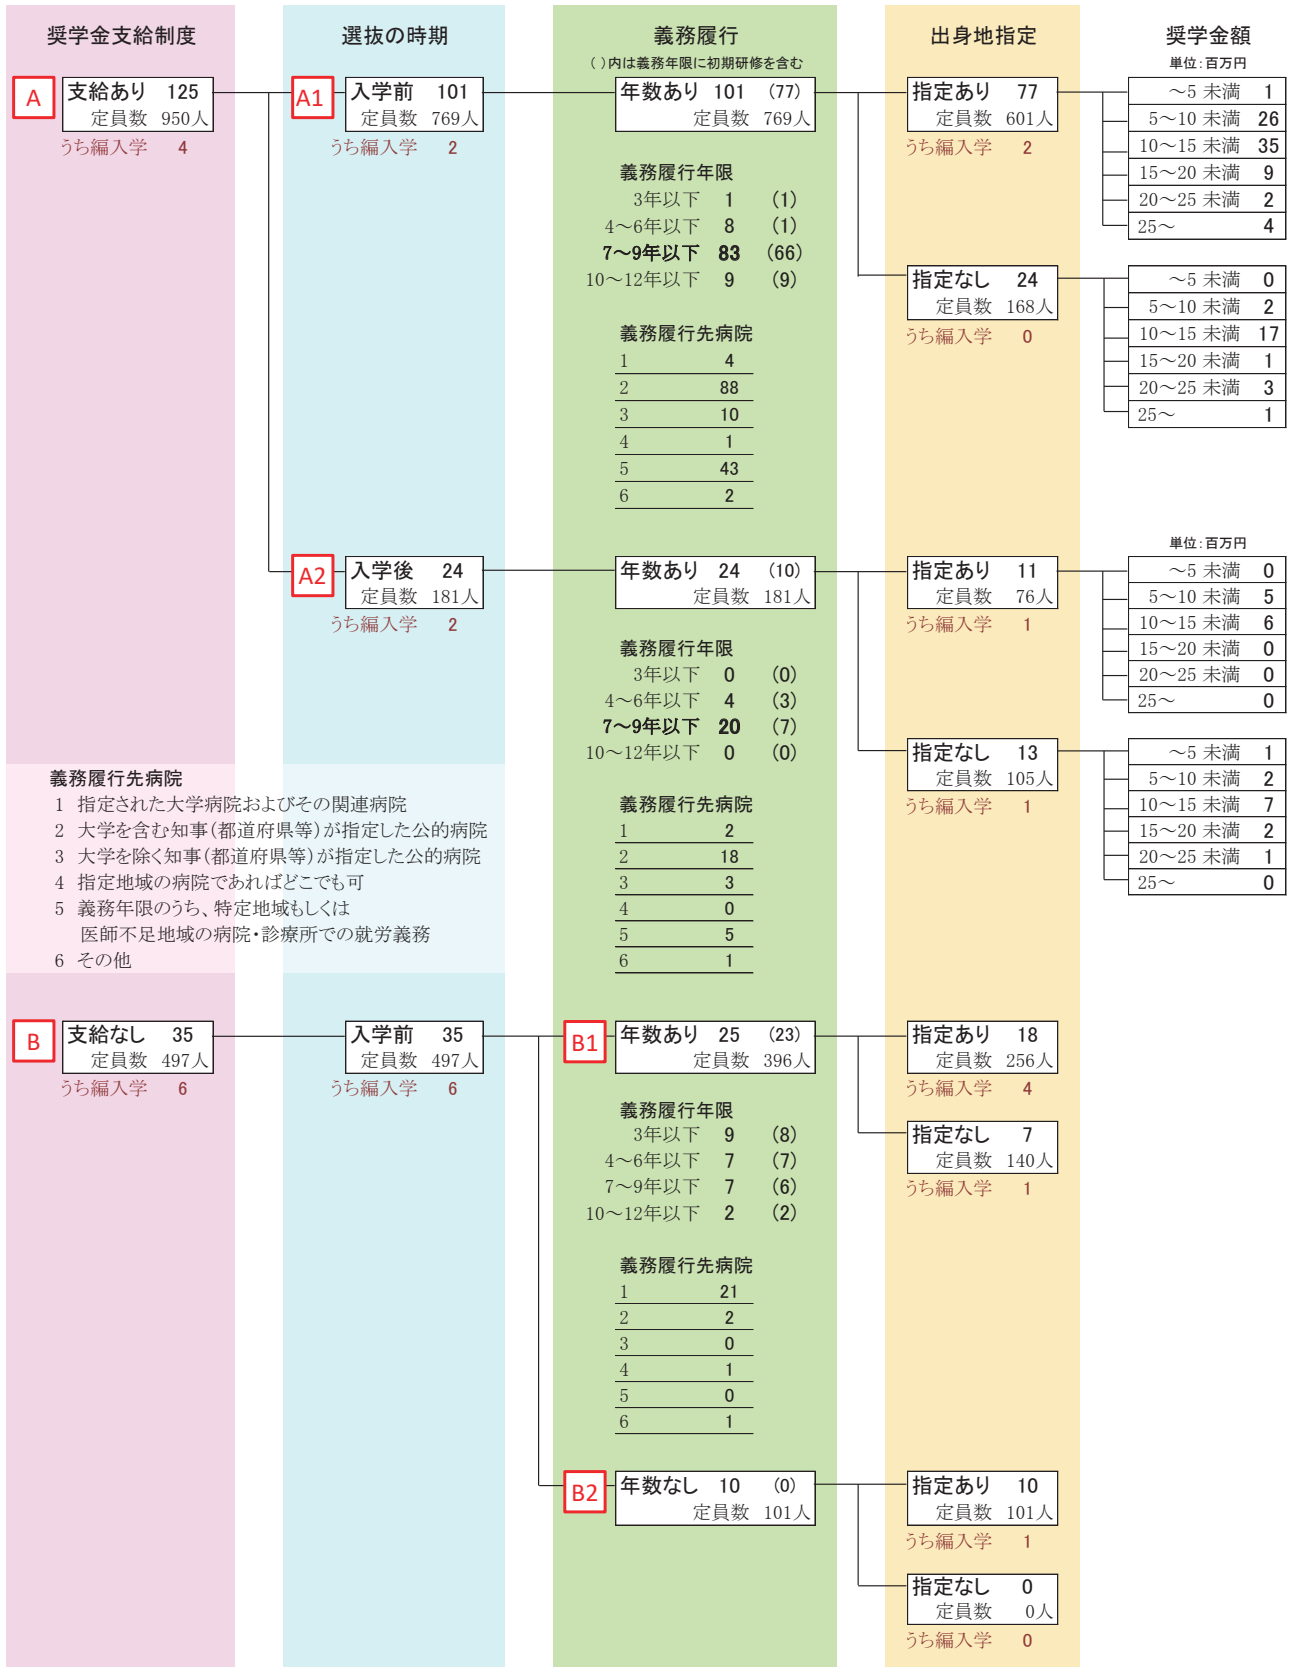 奨学金支給制度
選抜の時期
義務履行
( )内は義務年限に初期研修を含む
出身地指定
奨学金額
単位:百万円
A
支給あり 125
定員数 950人
うち編入学 4
A1
入学前 101
定員数 769人
うち編入学 2
年数あり 101 (77)
定員数 769人
義務履行年限
3年以下 1 (1)
4～6年以下 8 (1)
7～9年以下 83 (66)
10～12年以下 9 (9)
義務履行先病院
1 4
2 88
3 10
4 1
5 43
6 2
指定あり 77
定員数 601人
うち編入学 2
～5 未満 1
5～10 未満 26
10～15 未満 35
15～20 未満 9
20～25 未満 2
25～ 4
指定なし 24
定員数 168人
うち編入学 0
～5 未満 0
5～10 未満 2
10～15 未満 17
15～20 未満 1
20～25 未満 3
25～ 1
A2
入学後 24
定員数 181人
うち編入学 2
年数あり 24 (10)
定員数 181人
義務履行年限
3年以下 0 (0)
4～6年以下 4 (3)
7～9年以下 20 (7)
10～12年以下 0 (0)
義務履行先病院
1 2
2 18
3 3
4 0
5 5
6 1
指定あり 11
定員数 76人
うち編入学 1
単位:百万円
～5 未満 0
5～10 未満 5
10～15 未満 6
15～20 未満 0
20～25 未満 0
25～ 0
指定なし 13
定員数 105人
うち編入学 1
～5 未満 1
5～10 未満 2
10～15 未満 7
15～20 未満 2
20～25 未満 1
25～ 0
義務履行先病院
1 指定された大学病院およびその関連病院
2 大学を含む知事(都道府県等)が指定した公的病院
3 大学を除く知事(都道府県等)が指定した公的病院
4 指定地域の病院であればどこでも可
5 義務年限のうち、特定地域もしくは
医師不足地域の病院・診療所での就労義務
6 その他
B
支給なし 35
定員数 497人
うち編入学 6
入学前 35
定員数 497人
うち編入学 6
B1
年数あり 25 (23)
定員数 396人
義務履行年限
3年以下 9 (8)
4～6年以下 7 (7)
7～9年以下 7 (6)
10～12年以下 2 (2)
義務履行先病院
1 21
2 2
3 0
4 1
5 0
6 1
指定あり 18
定員数 256人
うち編入学 4
指定なし 7
定員数 140人
うち編入学 1
B2
年数なし 10 (0)
定員数 101人
指定あり 10
定員数 101人
うち編入学 1
指定なし 0
定員数 0人
うち編入学 0